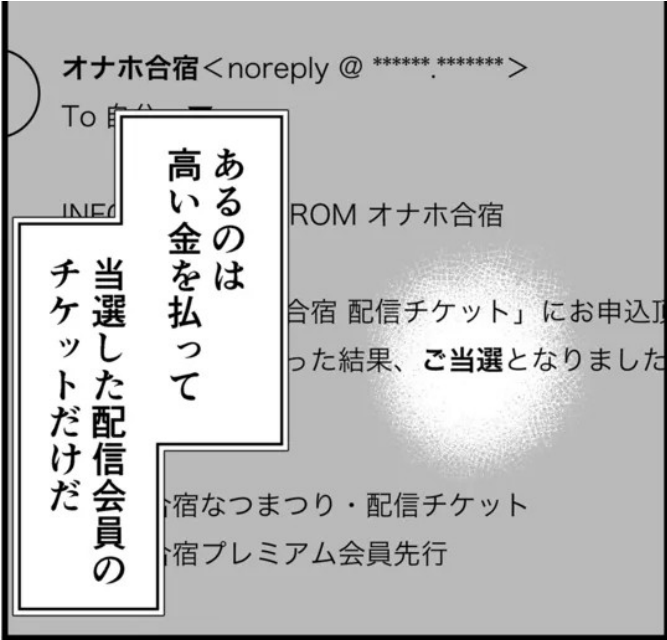 オナホ合宿<noreply @ ******.*******>
To 自分
INFO
ROM オナホ合宿
合宿 配信チケット」にお申込頂
った結果、ご当選となりました
合宿なつまつり・配信チケット
合宿プレミアム会員先行
あるのは
高い金を払って
当選した配信会員の
チケットだけだ